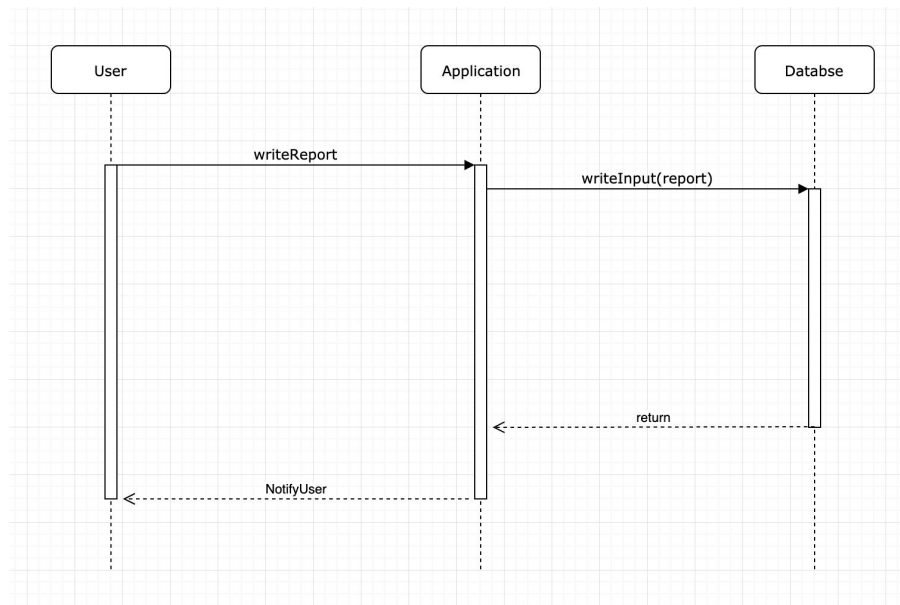 User
Application
Databse
writeReport
writeInput(report)
return
NotifyUser